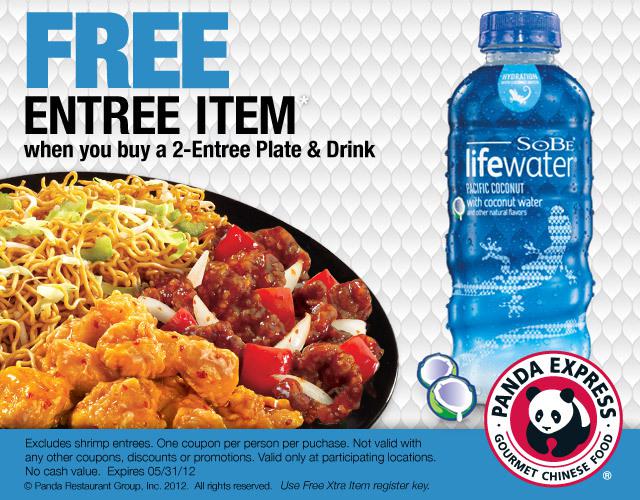 FREE
ENTREE ITEM*
when you buy a 2-Entree Plate & Drink
HYDRATION
SoBe
lifewater
PACIFIC COCONUT
with coconut water
and other natural flavors
PANDA EXPRESS
GOURMET CHINESE FOOD
®
Excludes shrimp entrees. One coupon per person per puchase. Not valid with
any other coupons, discounts or promotions. Valid only at participating locations.
No cash value. Expires 05/31/12
© Panda Restaurant Group, Inc. 2012. All rights reserved. Use Free Xtra Item register key.